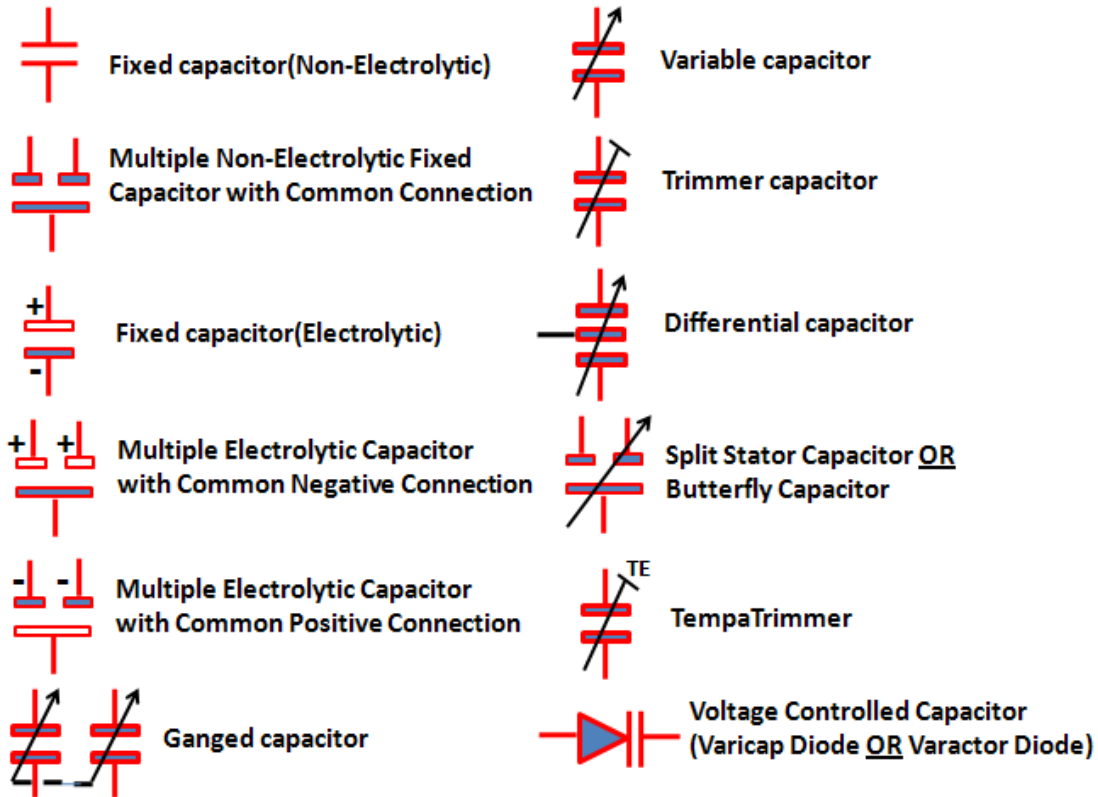 Fixed capacitor(Non-Electrolytic)
Multiple Non-Electrolytic Fixed
Capacitor with Common Connection
+
Fixed capacitor(Electrolytic)
-
+ +
Multiple Electrolytic Capacitor
with Common Negative Connection
- -
Multiple Electrolytic Capacitor
with Common Positive Connection
Ganged capacitor
Variable capacitor
Trimmer capacitor
Differential capacitor
Split Stator Capacitor OR
Butterfly Capacitor
TE
TempaTrimmer
Voltage Controlled Capacitor
(Varicap Diode OR Varactor Diode)